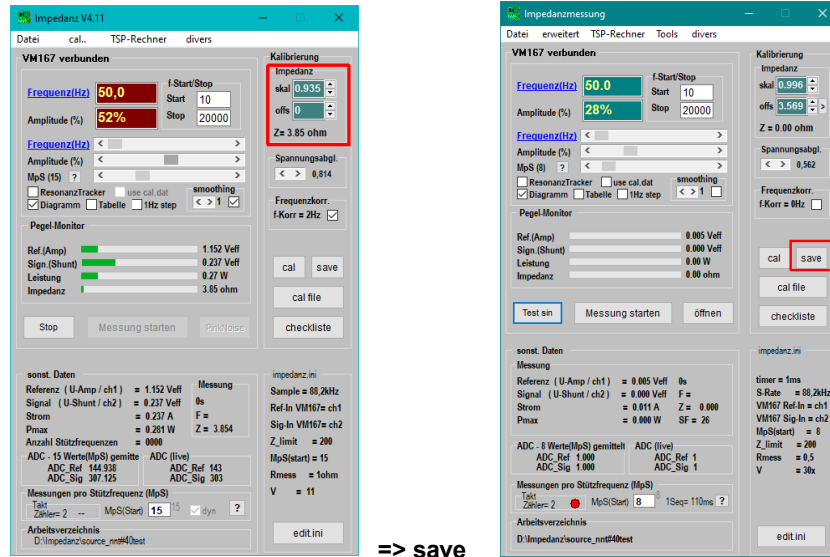 Impedanz V4.11
Datei cal.. TSP-Rechner divers
VM167 verbunden
Frequenz(Hz) 50,0
Amplitude (%) 52%
f-Start/Stop
Start 10
Stop 20000
Frequenz(Hz) < >
Amplitude (%) < >
MpS (15) ? < >
ResonanzTracker use cal.dat
Diagramm Tabelle 1Hz step
smoothing
< > 1
Pegel-Monitor
Ref.(Amp) 1.152 Veff
Sign.(Shunt) 0.237 Veff
Leistung 0.27 W
Impedanz 3.85 ohm
Stop Messung starten PinkNoise
Kalibrierung
Impedanz
skal 0.935
offs 0
Z= 3.85 ohm
Spannungsabgl.
< > 0,814
Frequenzkorr.
f-Korr = 2Hz
cal save
cal file
checkliste
sonst. Daten
Referenz ( U-Amp / ch1 ) = 1.152 Veff
Signal ( U-Shunt / ch2 ) = 0.237 Veff
Strom = 0.237 A
Pmax = 0.281 W
Anzahl Stützfrequenzen = 0000
Messung
0s
F =
Z = 3.854
ADC - 15 Werte(MpS) gemitte ADC (live)
ADC_Ref 144.938 ADC_Ref 143
ADC_Sig 307.125 ADC_Sig 303
Messungen pro Stützfrequenz (MpS)
Takt
Zähler= 2 -- MpS(Start) 15 15 dyn ?
Arbeitsverzeichnis
D:\Impedanz\source_nnt#40test
impedanz.ini
Sample = 88,2kHz
Ref-In VM167= ch1
Sig-In VM167= ch2
Z_limit = 200
MpS(start) = 15
Rmess = 1ohm
V = 11
edit.ini
=> save
Impedanzmessung
Datei erweitert TSP-Rechner Tools divers
VM167 verbunden
Frequenz(Hz) 50.0
Amplitude (%) 28%
f-Start/Stop
Start 10
Stop 20000
Frequenz(Hz) < >
Amplitude (%) < >
MpS (8) ? < >
ResonanzTracker use cal.dat
Diagramm Tabelle 1Hz step
smoothing
< > 1
Pegel-Monitor
Ref.(Amp) 0.005 Veff
Sign.(Shunt) 0.000 Veff
Leistung 0.00 W
Impedanz 0.00 ohm
Test sin Messung starten öffnen
Kalibrierung
Impedanz
skal 0.996
offs 3.569 >
Z = 0.00 ohm
Spannungsabgl.
< > 0,562
Frequenzkorr.
f-Korr = 0Hz
cal save
cal file
checkliste
sonst. Daten
Messung
Referenz ( U-Amp / ch1 ) = 0.005 Veff 0s
Signal ( U-Shunt / ch2 ) = 0.000 Veff F =
Strom = 0.011 A Z = 0.000
Pmax = 0.000 W SF = 26
ADC - 8 Werte(MpS) gemittelt ADC (live)
ADC_Ref 1.000 ADC_Ref 1
ADC_Sig 1.000 ADC_Sig 1
Messungen pro Stützfrequenz (MpS)
Takt
Zähler= 2 MpS(Start) 8 8 1Seq= 110ms ?
Arbeitsverzeichnis
D:\Impedanz\source_nnt#40test
impedanz.ini
timer = 1ms
S-Rate = 88,2kHz
VM167 Ref-In = ch1
VM167 Sig-In = ch2
MpS(start) = 8
Z_limit = 200
Rmess = 0,5
V = 30x
edit.ini